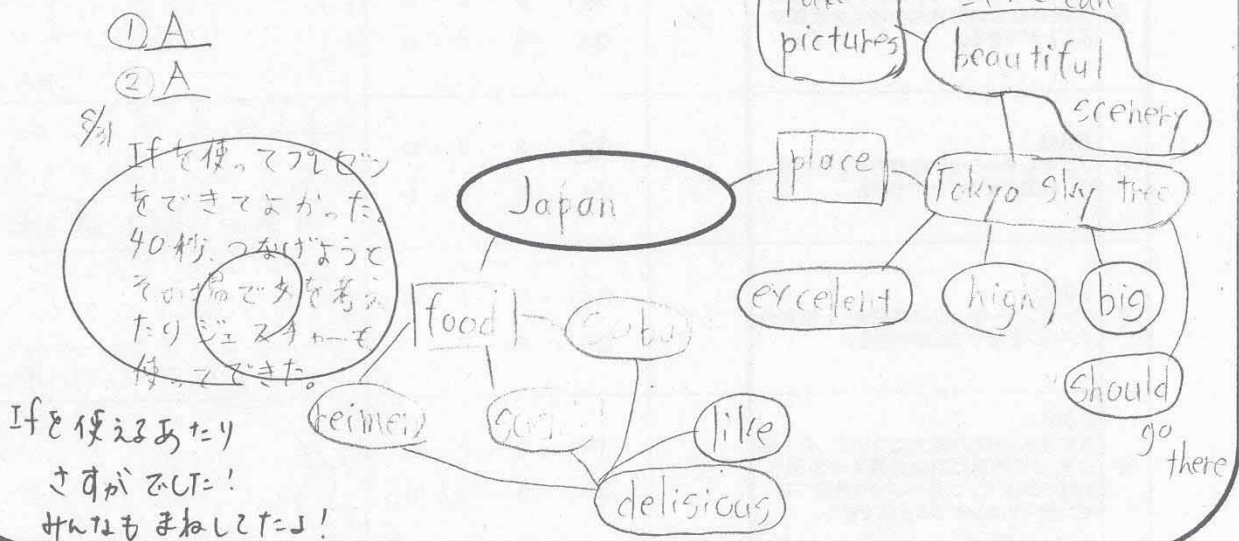 ① A
② A
8/31
Ifを使ってプレゼン
をできてよかった。
40秒、つなげようと
その場で文を考え
たりジェスチャーも
使ってできた。
Ifを使えるあたり
さすがでした!
みんなもまねしてたよ!
Japan
food
reimen
delisious
like
place
Tokyo sky tree
pictures
can
beautiful
scenery
excelent
high
big
should
go
there